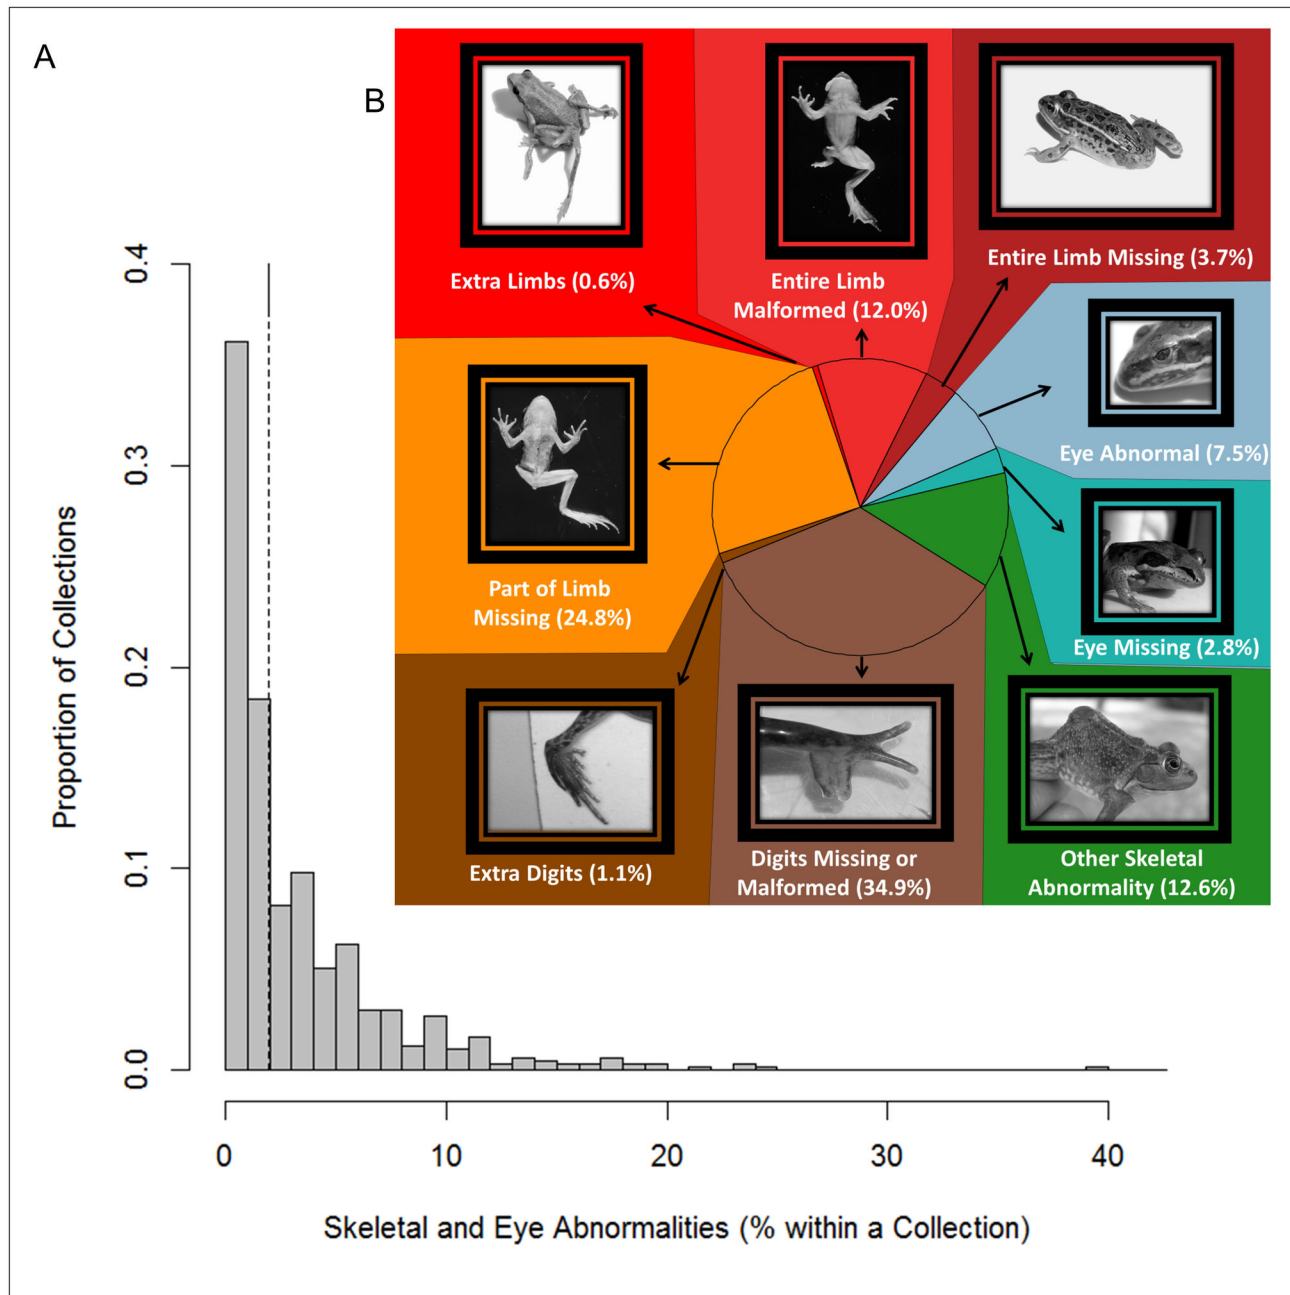 A
B
Extra Limbs (0.6%)
Entire Limb
Malformed (12.0%)
Entire Limb Missing (3.7%)
Eye Abnormal (7.5%)
Part of Limb
Missing (24.8%)
Eye Missing (2.8%)
Extra Digits (1.1%)
Digits Missing or
Malformed (34.9%)
Other Skeletal
Abnormality (12.6%)
Proportion of Collections
0.4
0.3
0.2
0.1
0.0
0 10 20 30 40
Skeletal and Eye Abnormalities (% within a Collection)